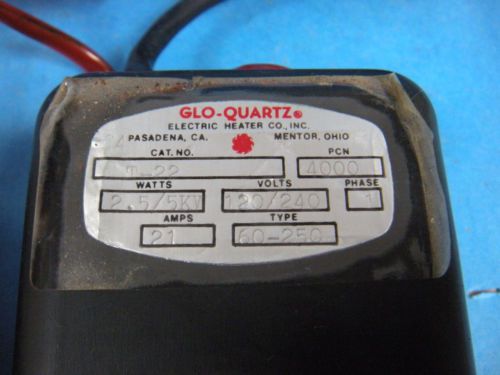 GLO-QUARTZ®
ELECTRIC HEATER CO., INC.
PASADENA, CA. MENTOR, OHIO
CAT. NO. PCN
T-22 4000
WATTS VOLTS PHASE
2.5/5KW 120/240 1
AMPS TYPE
21 60-250